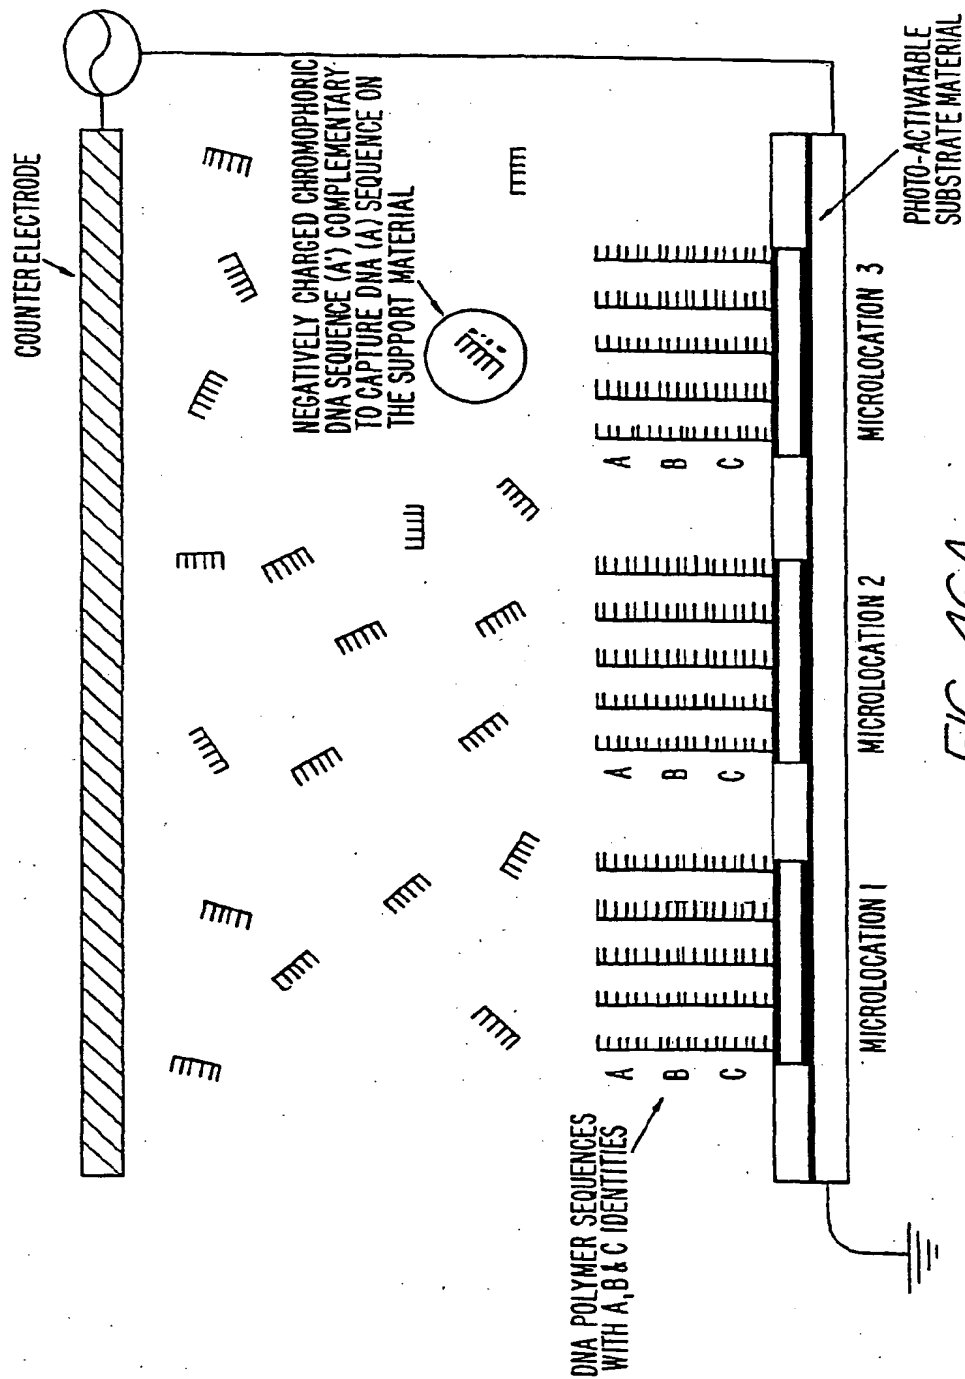 COUNTER ELECTRODE
NEGATIVELY CHARGED CHROMOPHORIC
DNA SEQUENCE (A') COMPLEMENTARY
TO CAPTURE DNA (A) SEQUENCE ON
THE SUPPORT MATERIAL
DNA POLYMER SEQUENCES
WITH A,B & C IDENTITIES
A
B
C
A
B
C
A
B
C
MICROLOCATION 1
MICROLOCATION 2
MICROLOCATION 3
PHOTO-ACTIVATABLE
SUBSTRATE MATERIAL